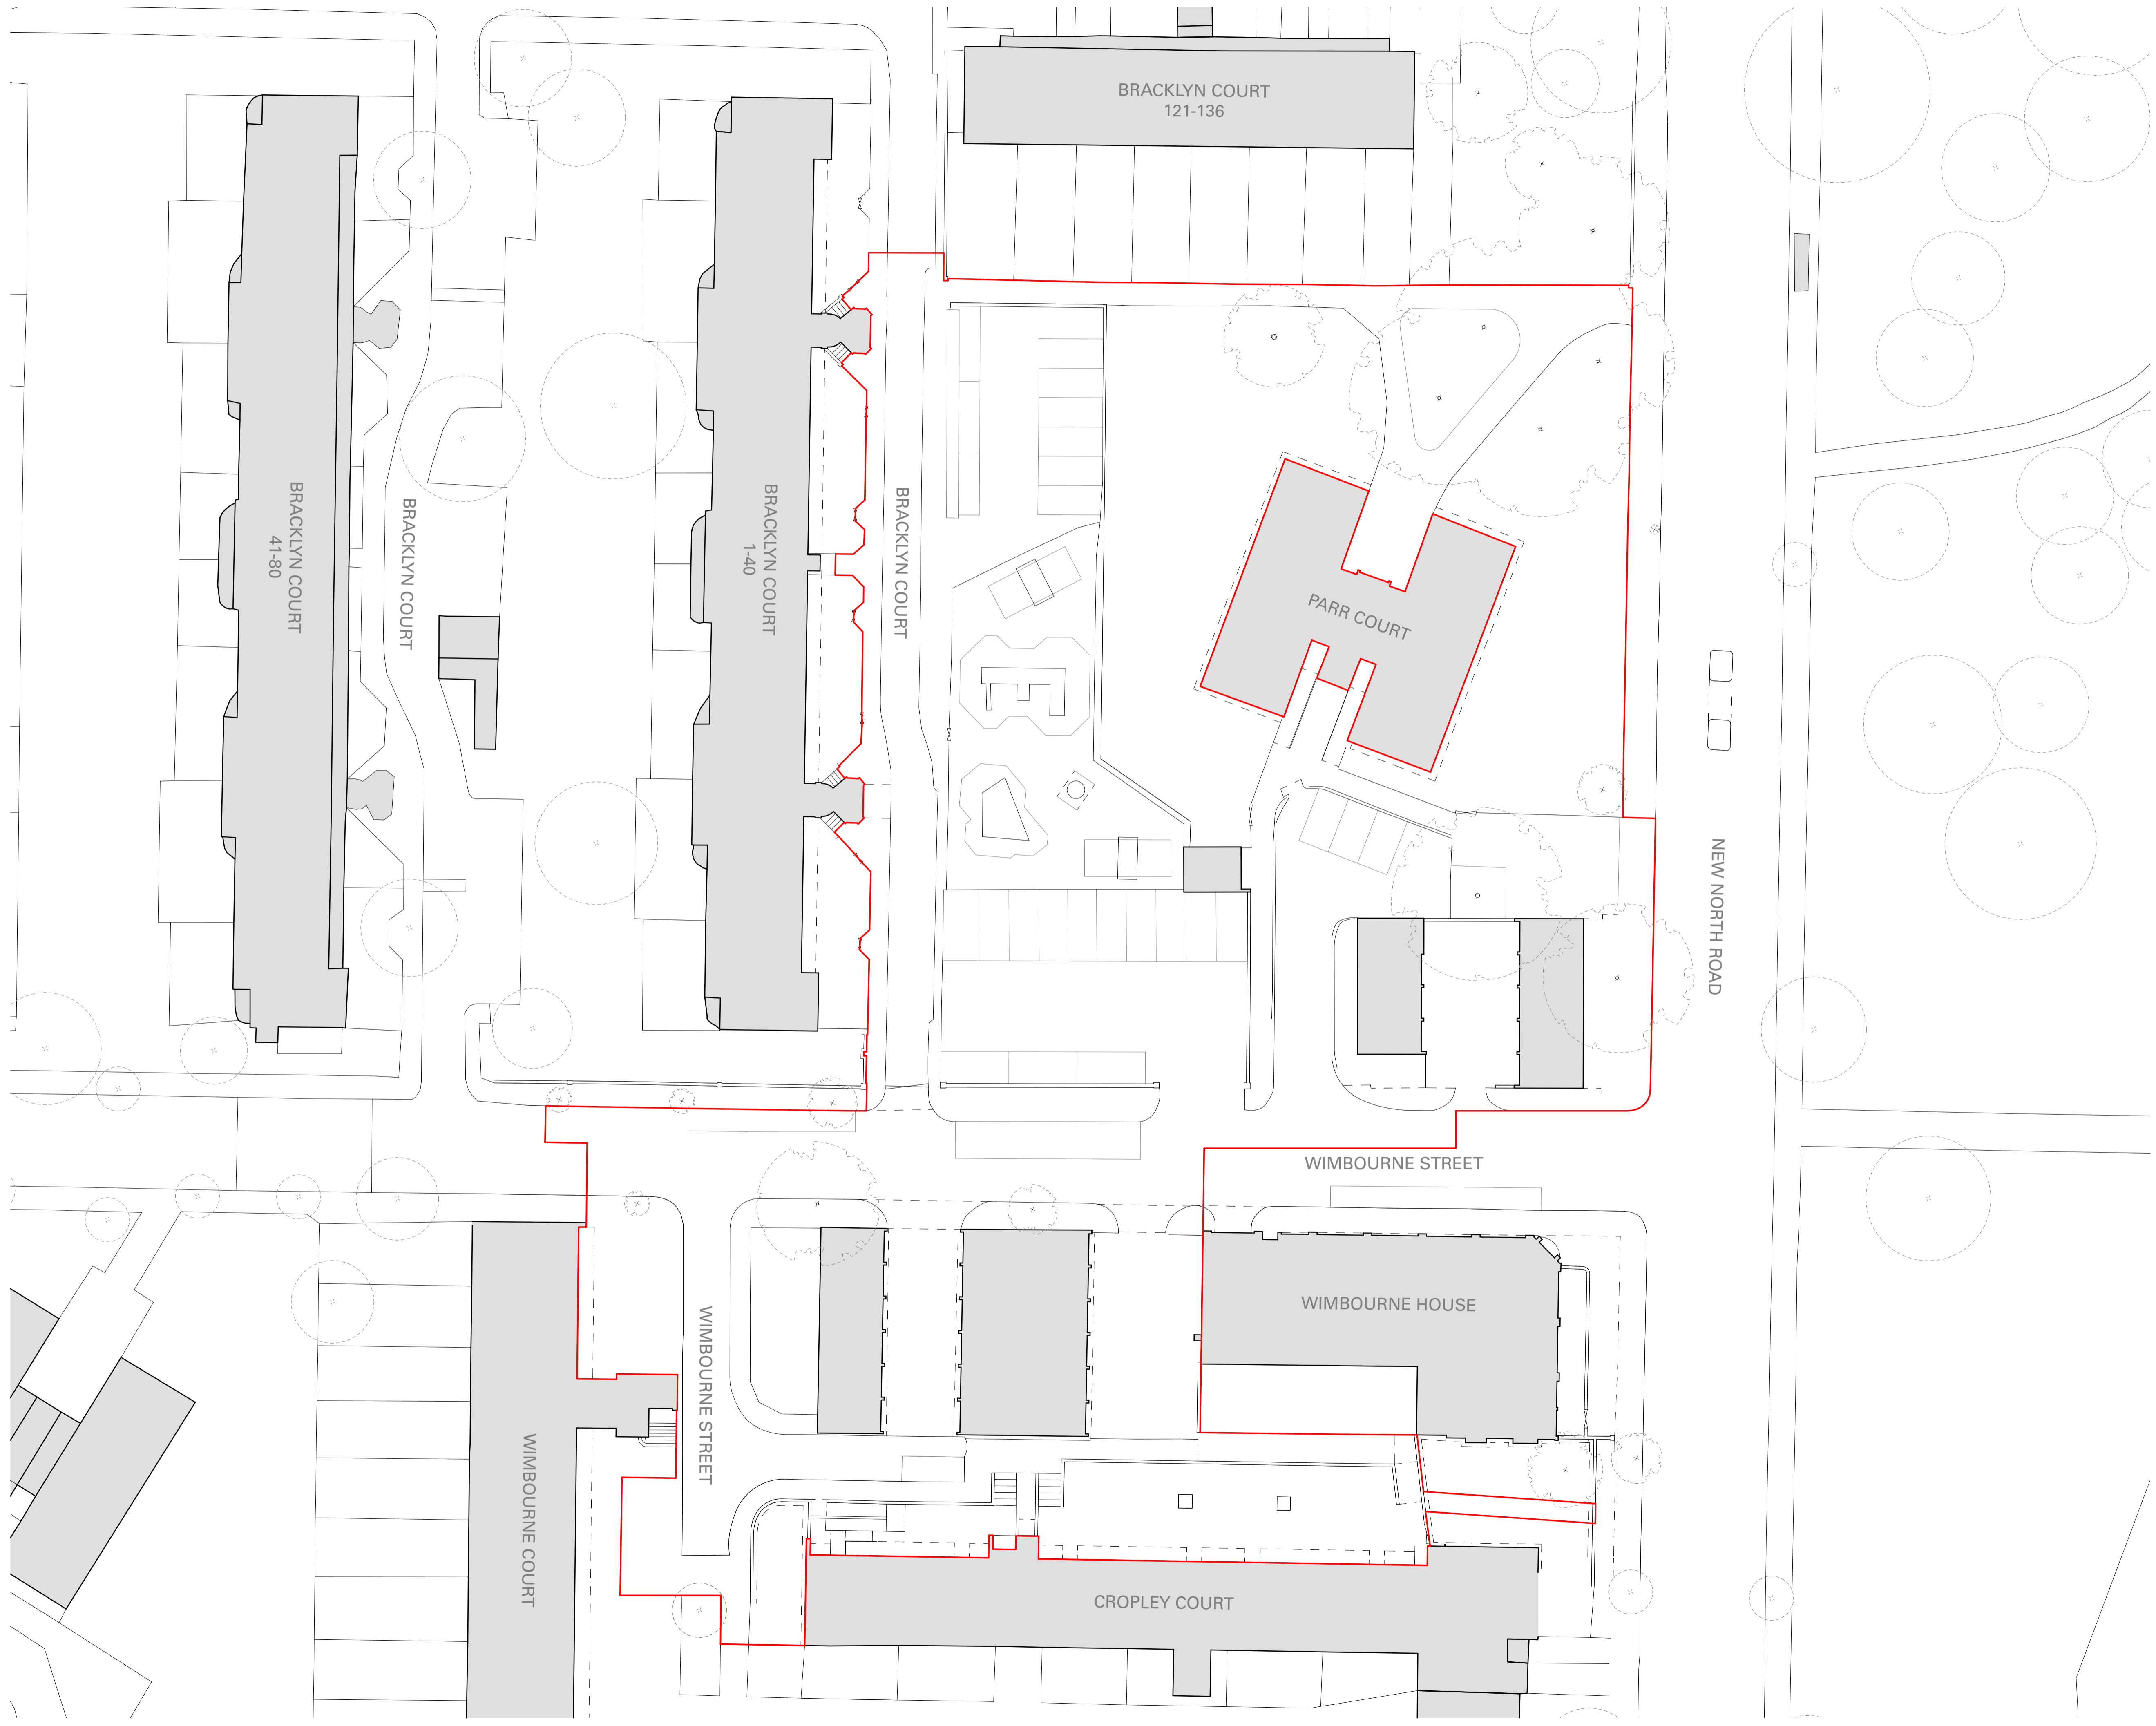 BRACKLYN COURT
121-136
BRACKLYN COURT
41-80
BRACKLYN COURT
BRACKLYN COURT
1-40
BRACKLYN COURT
PARR COURT
NEW NORTH ROAD
WIMBOURNE STREET
WIMBOURNE HOUSE
WIMBOURNE STREET
WIMBOURNE COURT
CROPLEY COURT